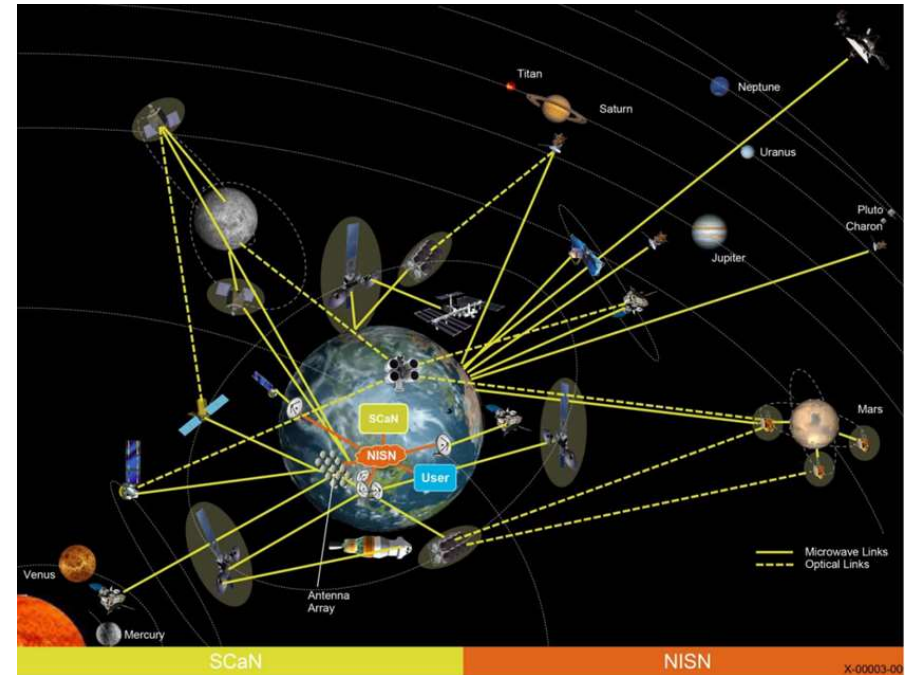 Titan
Saturn
Neptune
Uranus
Pluto
Charon
Jupiter
Mars
SCaN
NISN
User
Microwave Links
Optical Links
Antenna
Array
Venus
Mercury
SCaN
NISN
X-00003-00